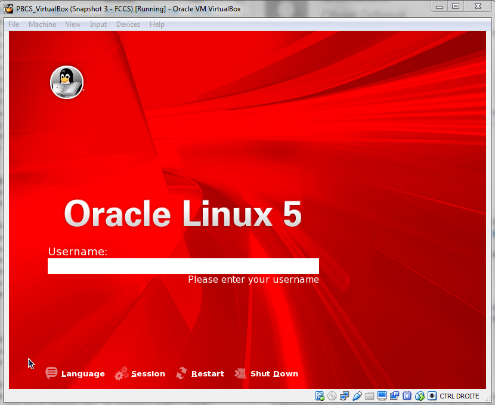 PBCS_VirtualBox (Snapshot 3 - FCCS) [Running] - Oracle VM VirtualBox
File Machine View Input Devices Help
Oracle Linux 5
Username:
Please enter your username
Language Session Restart Shut Down
CTRL DROITE